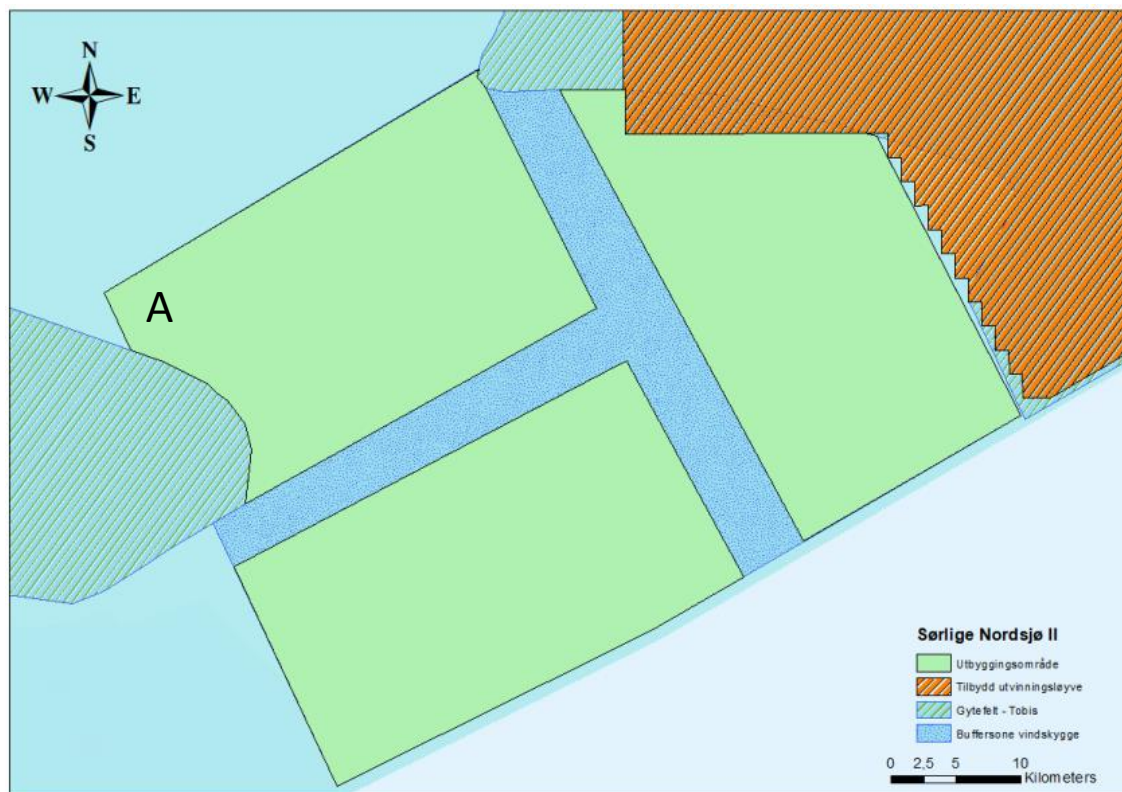 N
W E
S
A
Sørlige Nordsjø II
Utbyggingsområde
Tilbydd utvinningsløyve
Gytefelt - Tobis
Buffersone vindskygge
0 2,5 5 10
Kilometers